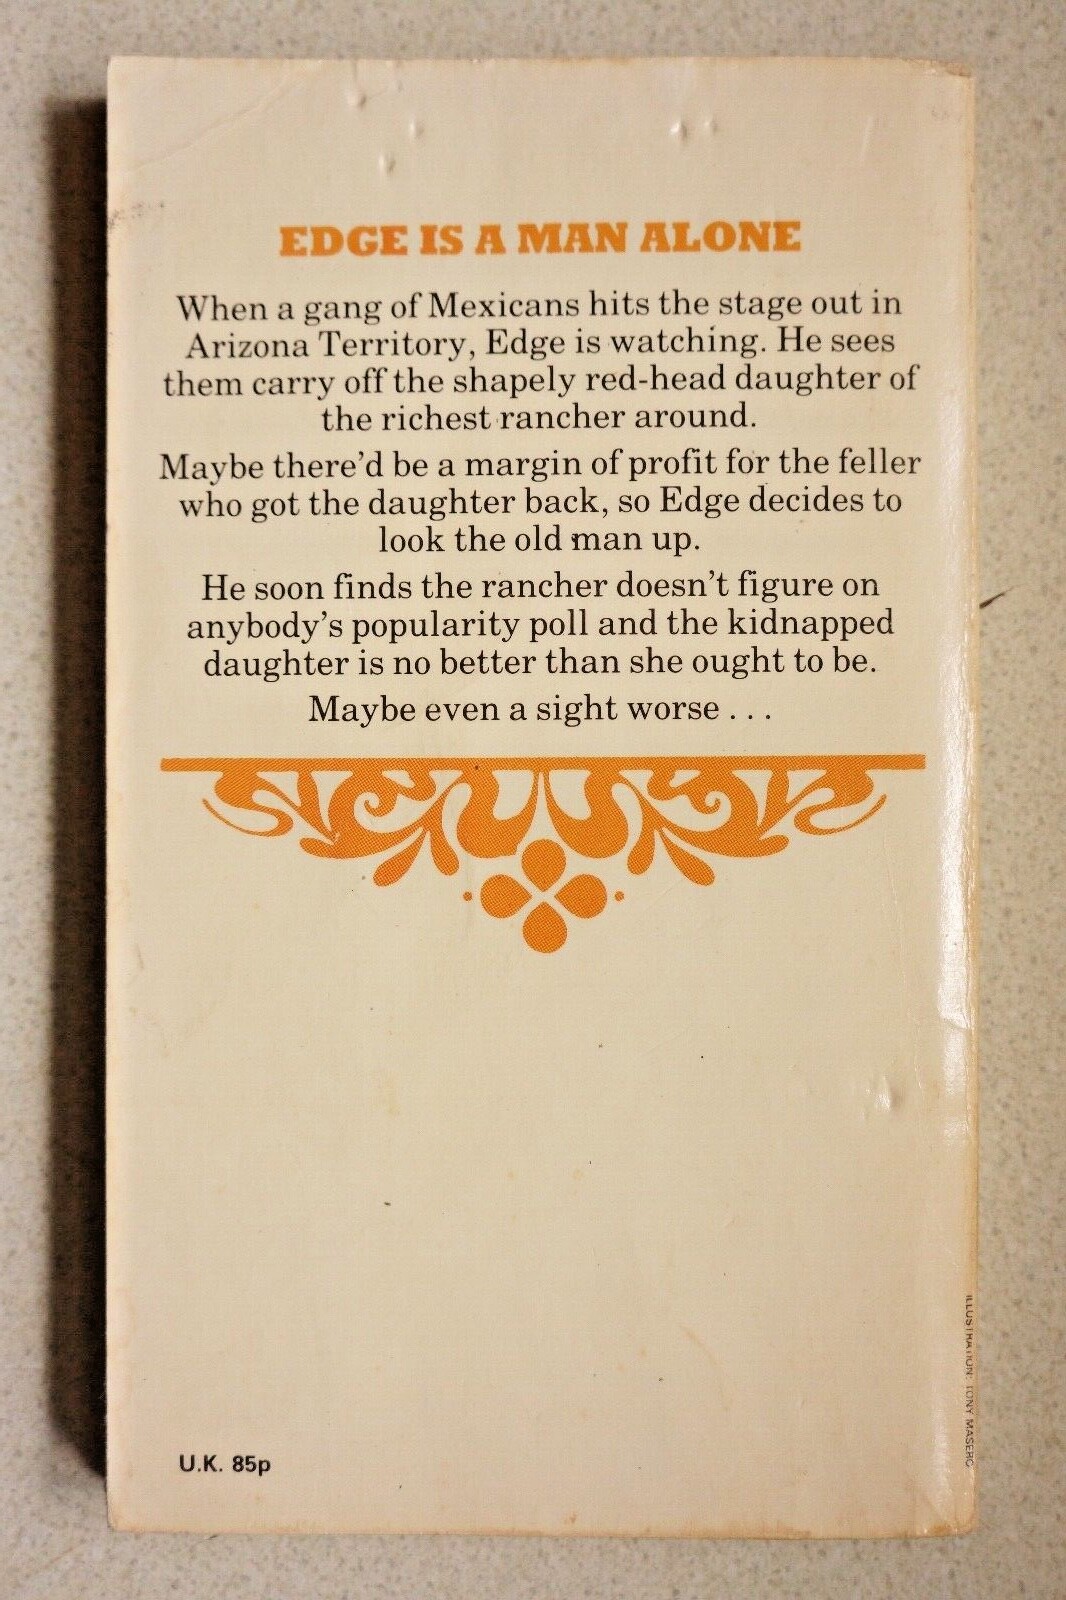 EDGE IS A MAN ALONE
When a gang of Mexicans hits the stage out in
Arizona Territory, Edge is watching. He sees
them carry off the shapely red-head daughter of
the richest rancher around.
Maybe there'd be a margin of profit for the feller
who got the daughter back, so Edge decides to
look the old man up.
He soon finds the rancher doesn't figure on
anybody's popularity poll and the kidnapped
daughter is no better than she ought to be.
Maybe even a sight worse . . .
U.K. 85p
ILLUSTRATION: TONY